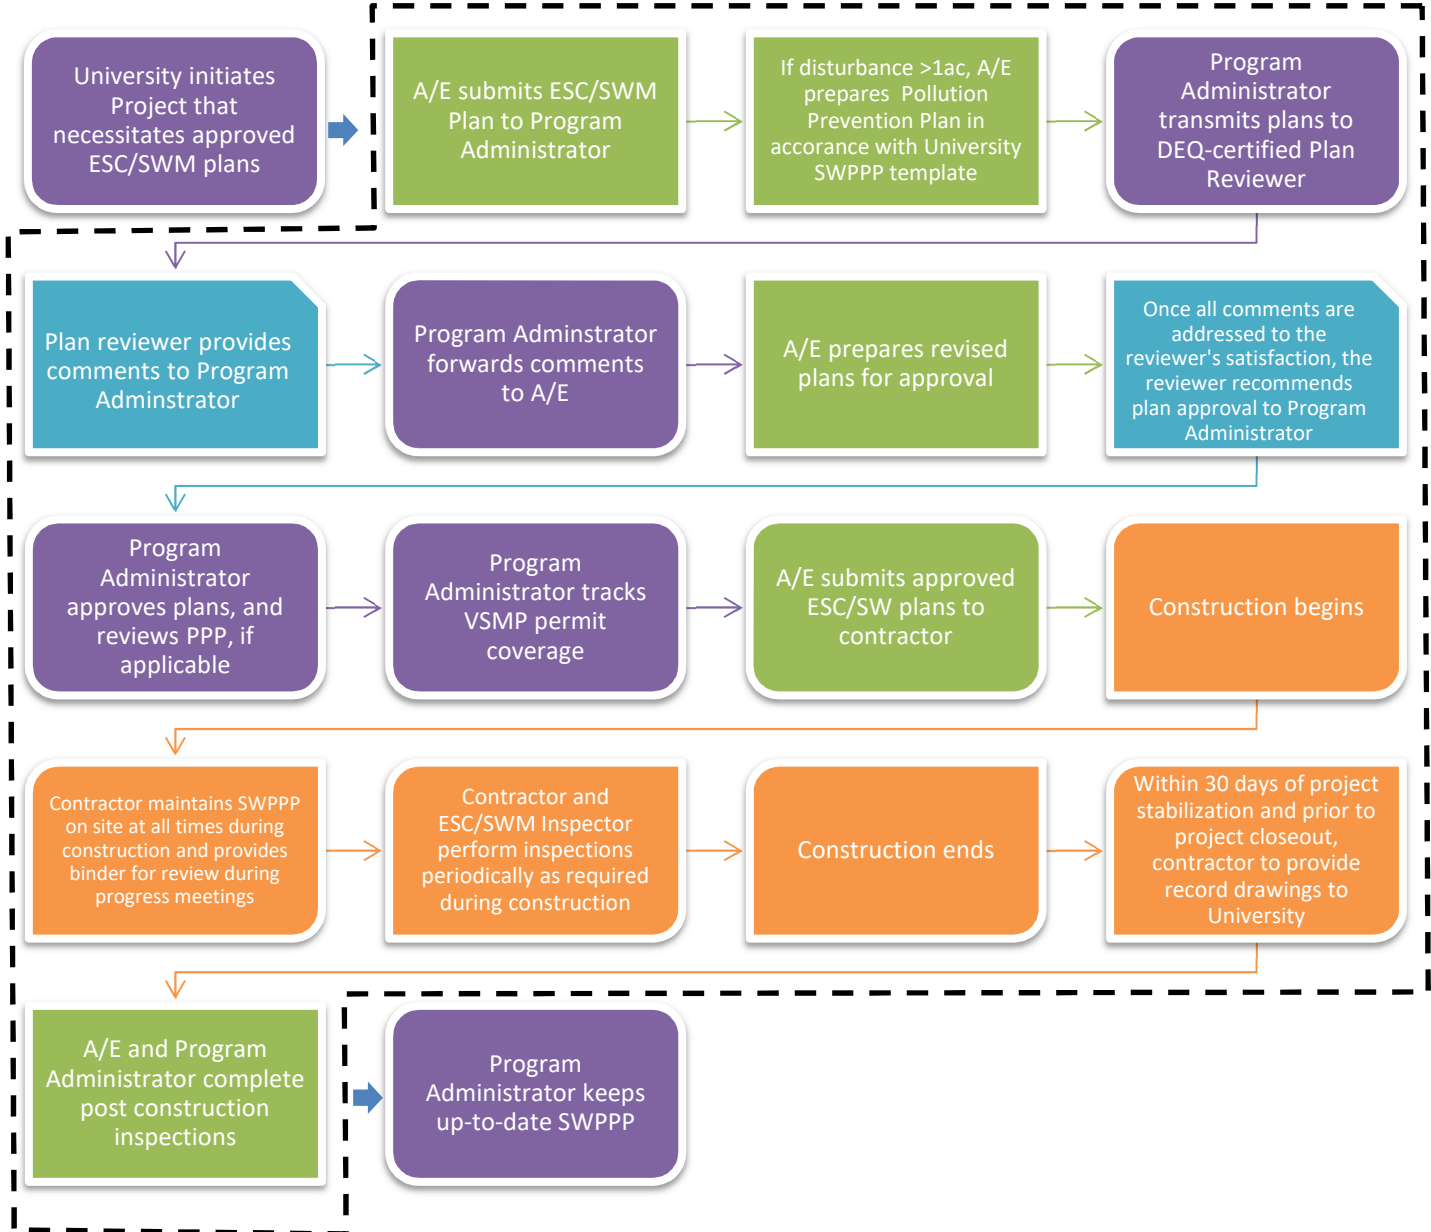 University initiates
Project that
necessitates approved
ESC/SWM plans
A/E submits ESC/SWM
Plan to Program
Administrator
If disturbance >1ac, A/E
prepares Pollution
Prevention Plan in
accorance with University
SWPPP template
Program
Administrator
transmits plans to
DEQ-certified Plan
Reviewer
Plan reviewer provides
comments to Program
Adminstrator
Program Adminstrator
forwards comments
to A/E
A/E prepares revised
plans for approval
Once all comments are
addressed to the
reviewer's satisfaction, the
reviewer recommends
plan approval to Program
Administrator
Program
Administrator
approves plans, and
reviews PPP, if
applicable
Program
Administrator tracks
VSMP permit
coverage
A/E submits approved
ESC/SW plans to
contractor
Construction begins
Contractor maintains SWPPP
on site at all times during
construction and provides
binder for review during
progress meetings
Contractor and
ESC/SWM Inspector
perform inspections
periodically as required
during construction
Construction ends
Within 30 days of project
stabilization and prior to
project closeout,
contractor to provide
record drawings to
University
A/E and Program
Administrator complete
post construction
inspections
Program
Administrator keeps
up-to-date SWPPP